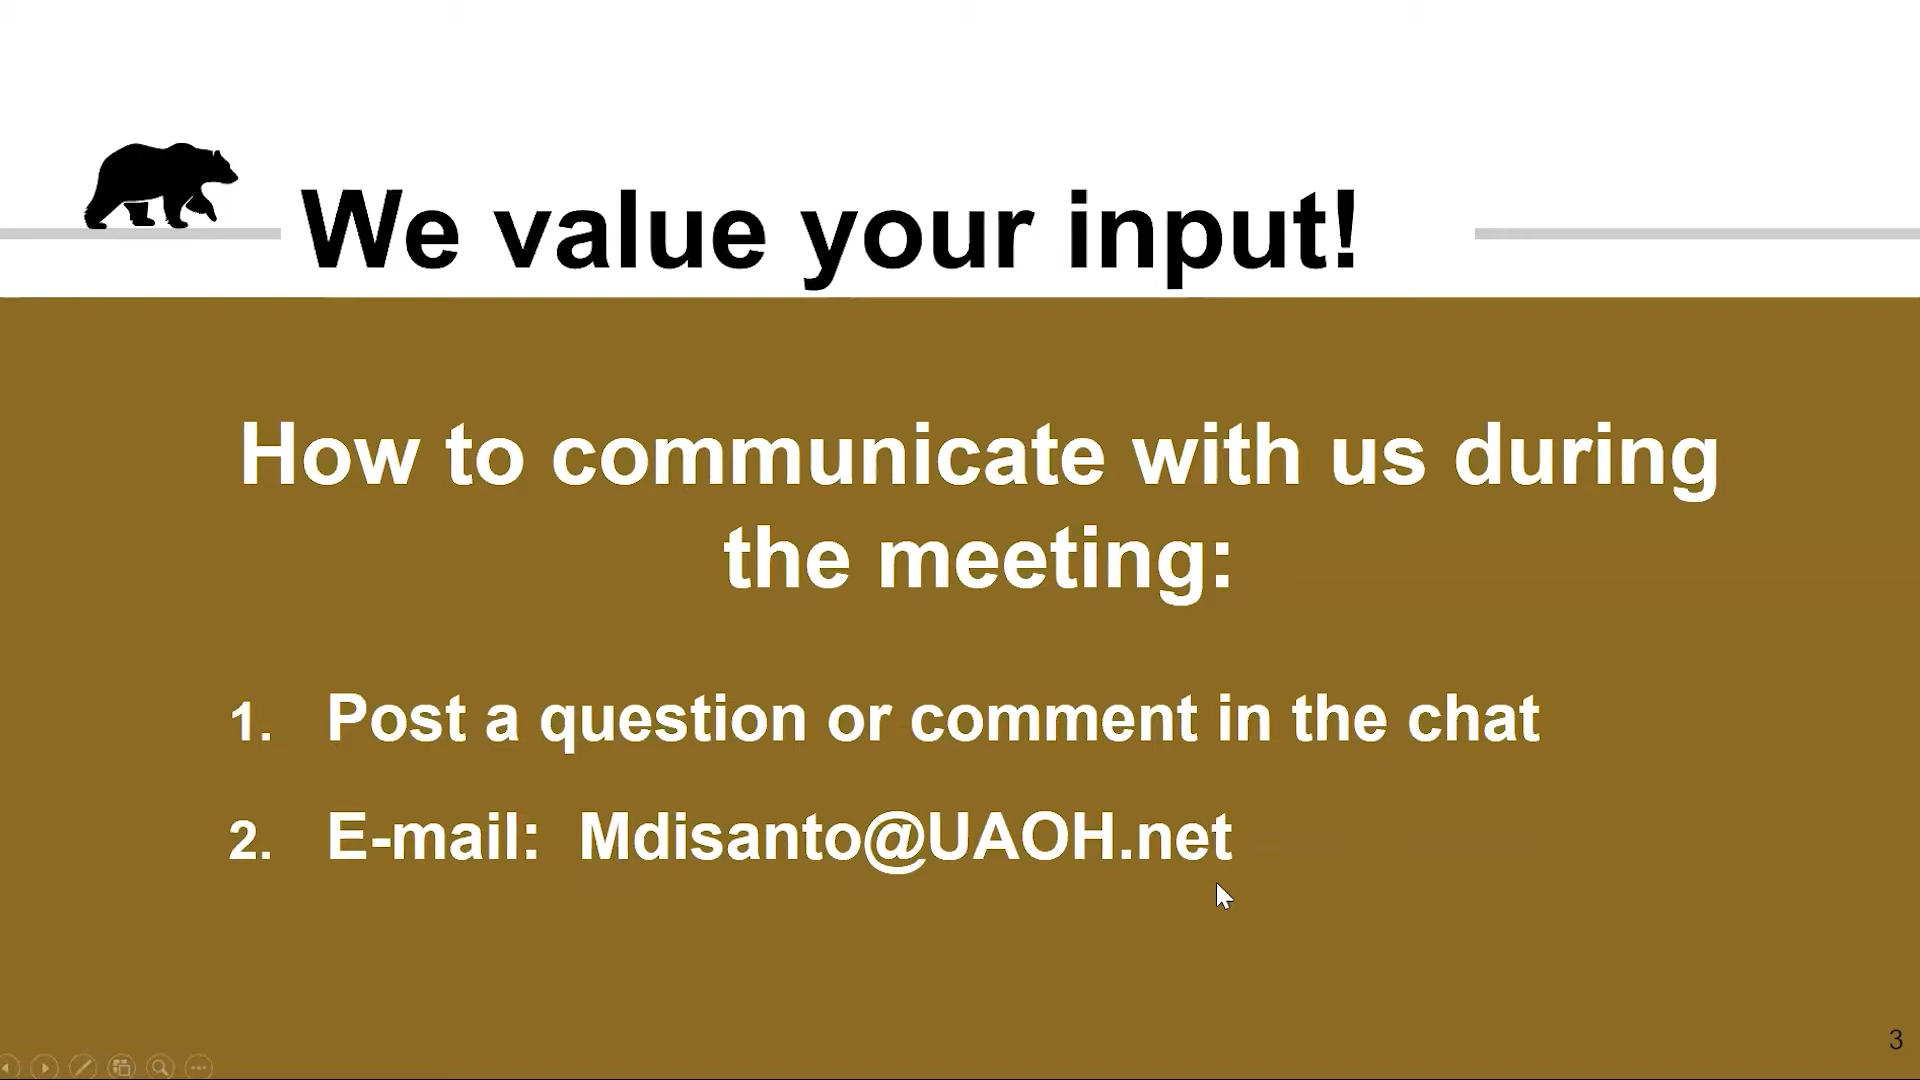 We value your input!
How to communicate with us during
the meeting:
1. Post a question or comment in the chat
2. E-mail: Mdisanto@UAOH.net
3